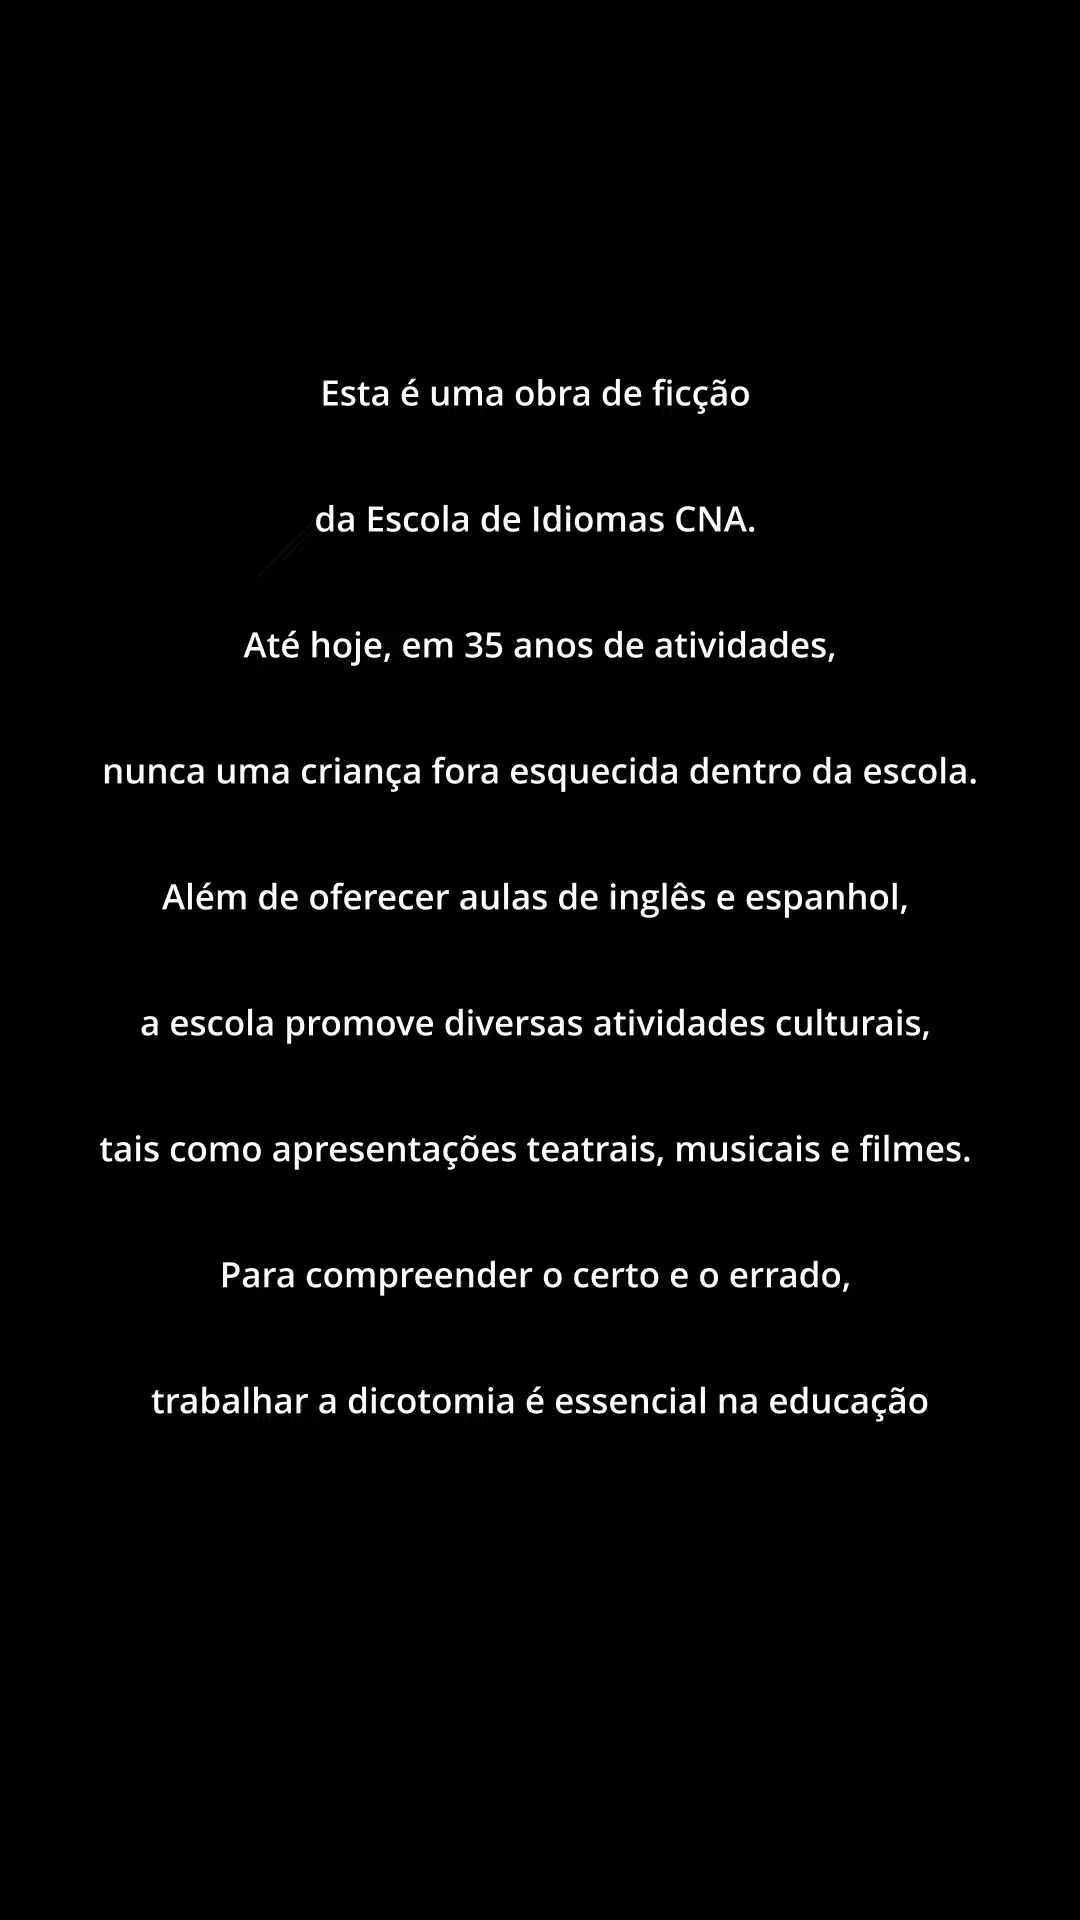 Esta é uma obra de ficção
da Escola de Idiomas CNA.
Até hoje, em 35 anos de atividades,
nunca uma criança fora esquecida dentro da escola.
Além de oferecer aulas de inglês e espanhol,
a escola promove diversas atividades culturais,
tais como apresentações teatrais, musicais e filmes.
Para compreender o certo e o errado,
trabalhar a dicotomia é essencial na educação